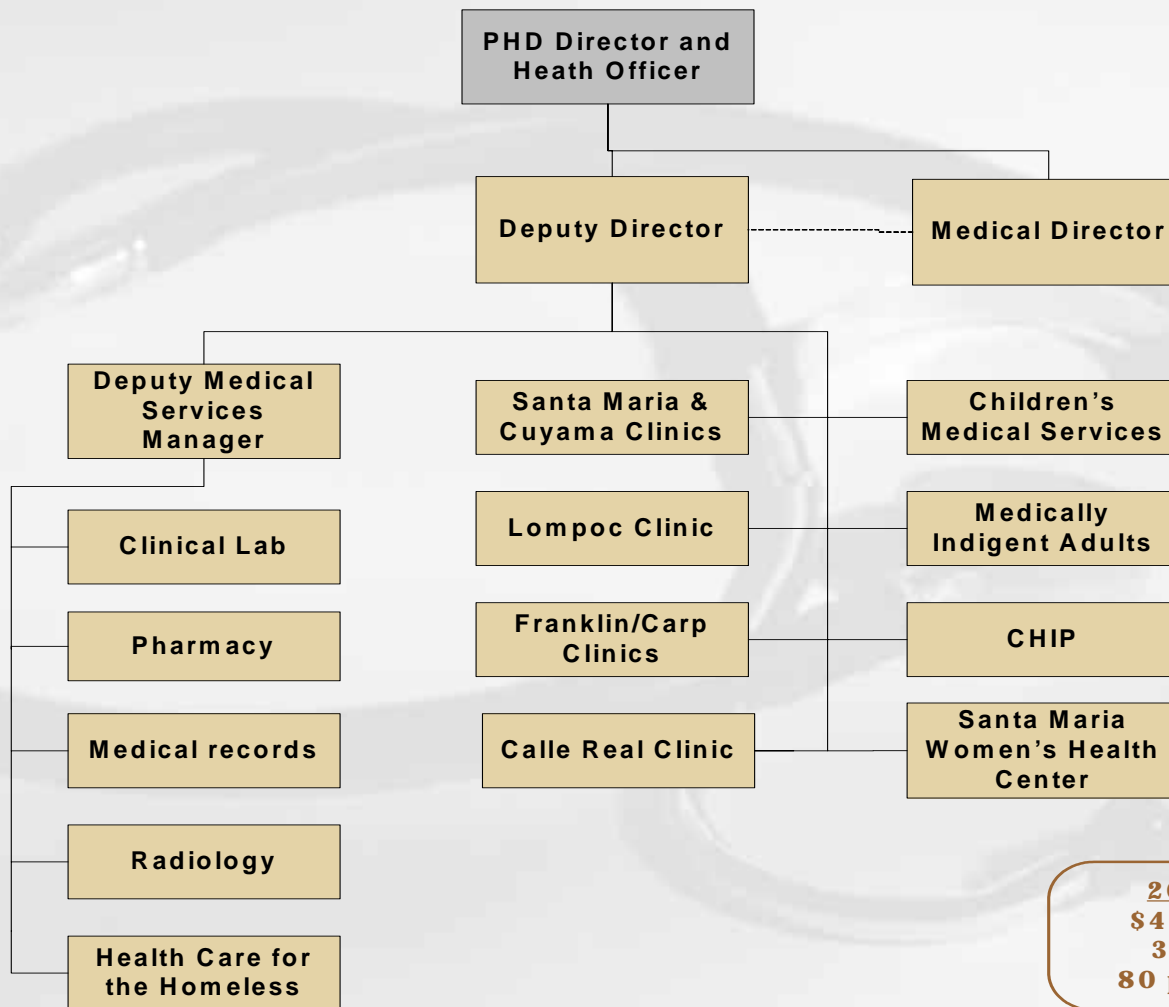 PHD Director and
Heath Officer
Deputy Director
Medical Director
Deputy Medical
Services
Manager
Clinical Lab
Pharmacy
Medical records
Radiology
Health Care for
the Homeless
Santa Maria &
Cuyama Clinics
Lompoc Clinic
Franklin/Carp
Clinics
Calle Real Clinic
Children’s
Medical Services
Medically
Indigent Adults
CHIP
Santa Maria
Women’s Health
Center
80